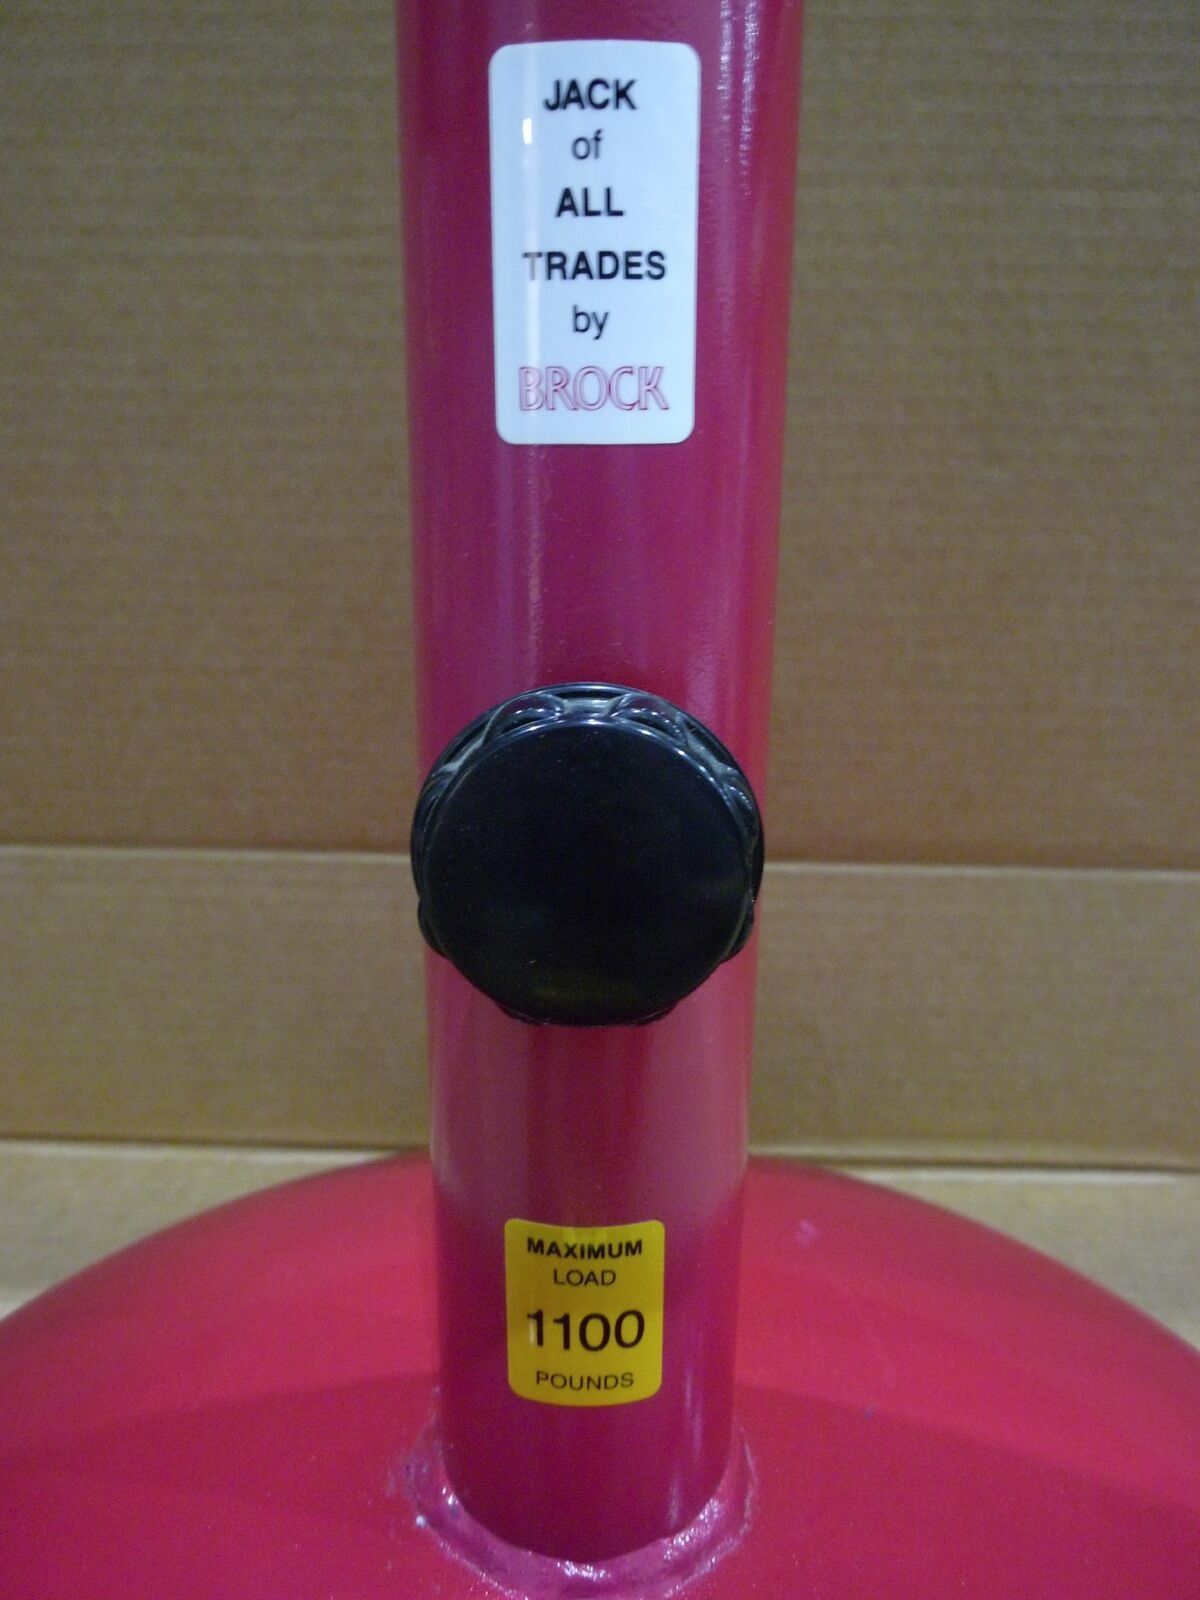 JACK
of
ALL
TRADES
by
BROCK
MAXIMUM
LOAD
1100
POUNDS